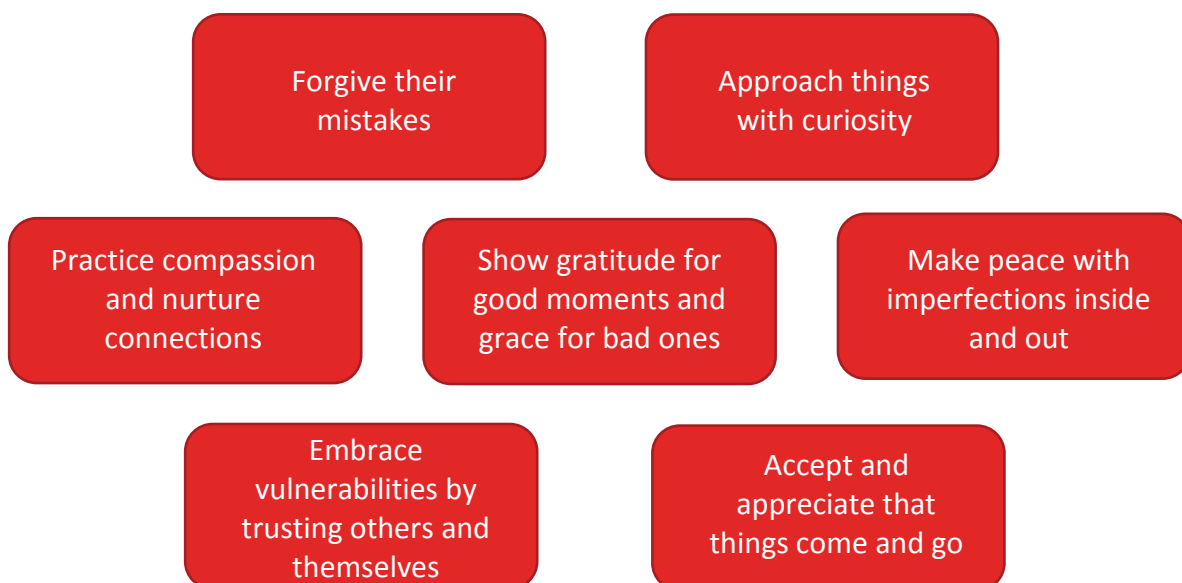 Forgive their
mistakes
Approach things
with curiosity
Practice compassion
and nurture
connections
Show gratitude for
good moments and
grace for bad ones
Make peace with
imperfections inside
and out
Embrace
vulnerabilities by
trusting others and
themselves
Accept and
appreciate that
things come and go